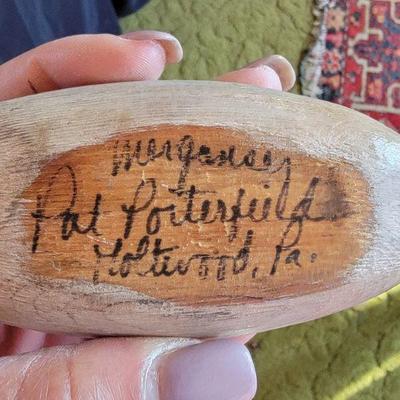 Merganser
Pat Porterfield
Holtwood, Pa.